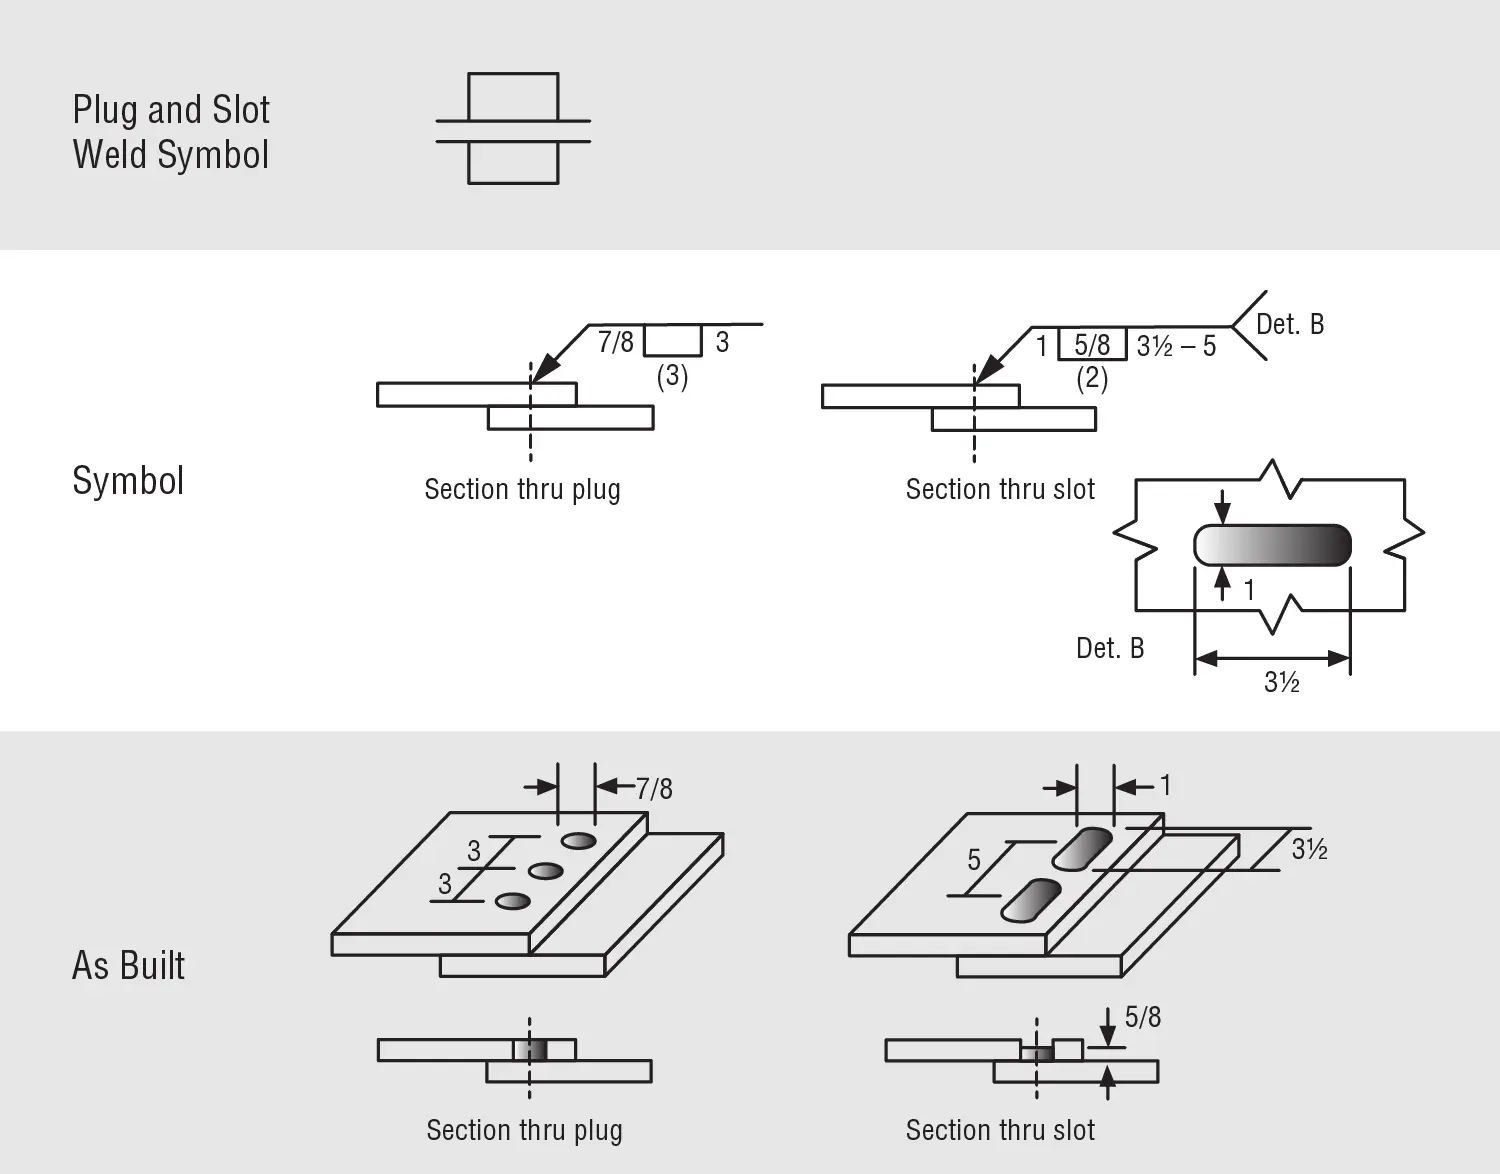 Plug and Slot
Weld Symbol
7/8 3
(3)
Section thru plug
1 5/8 3½ – 5
(2)
Det. B
Symbol
Section thru slot
1
Det. B
3½
As Built
7/8
3
3
Section thru plug
1
5
3½
5/8
Section thru slot